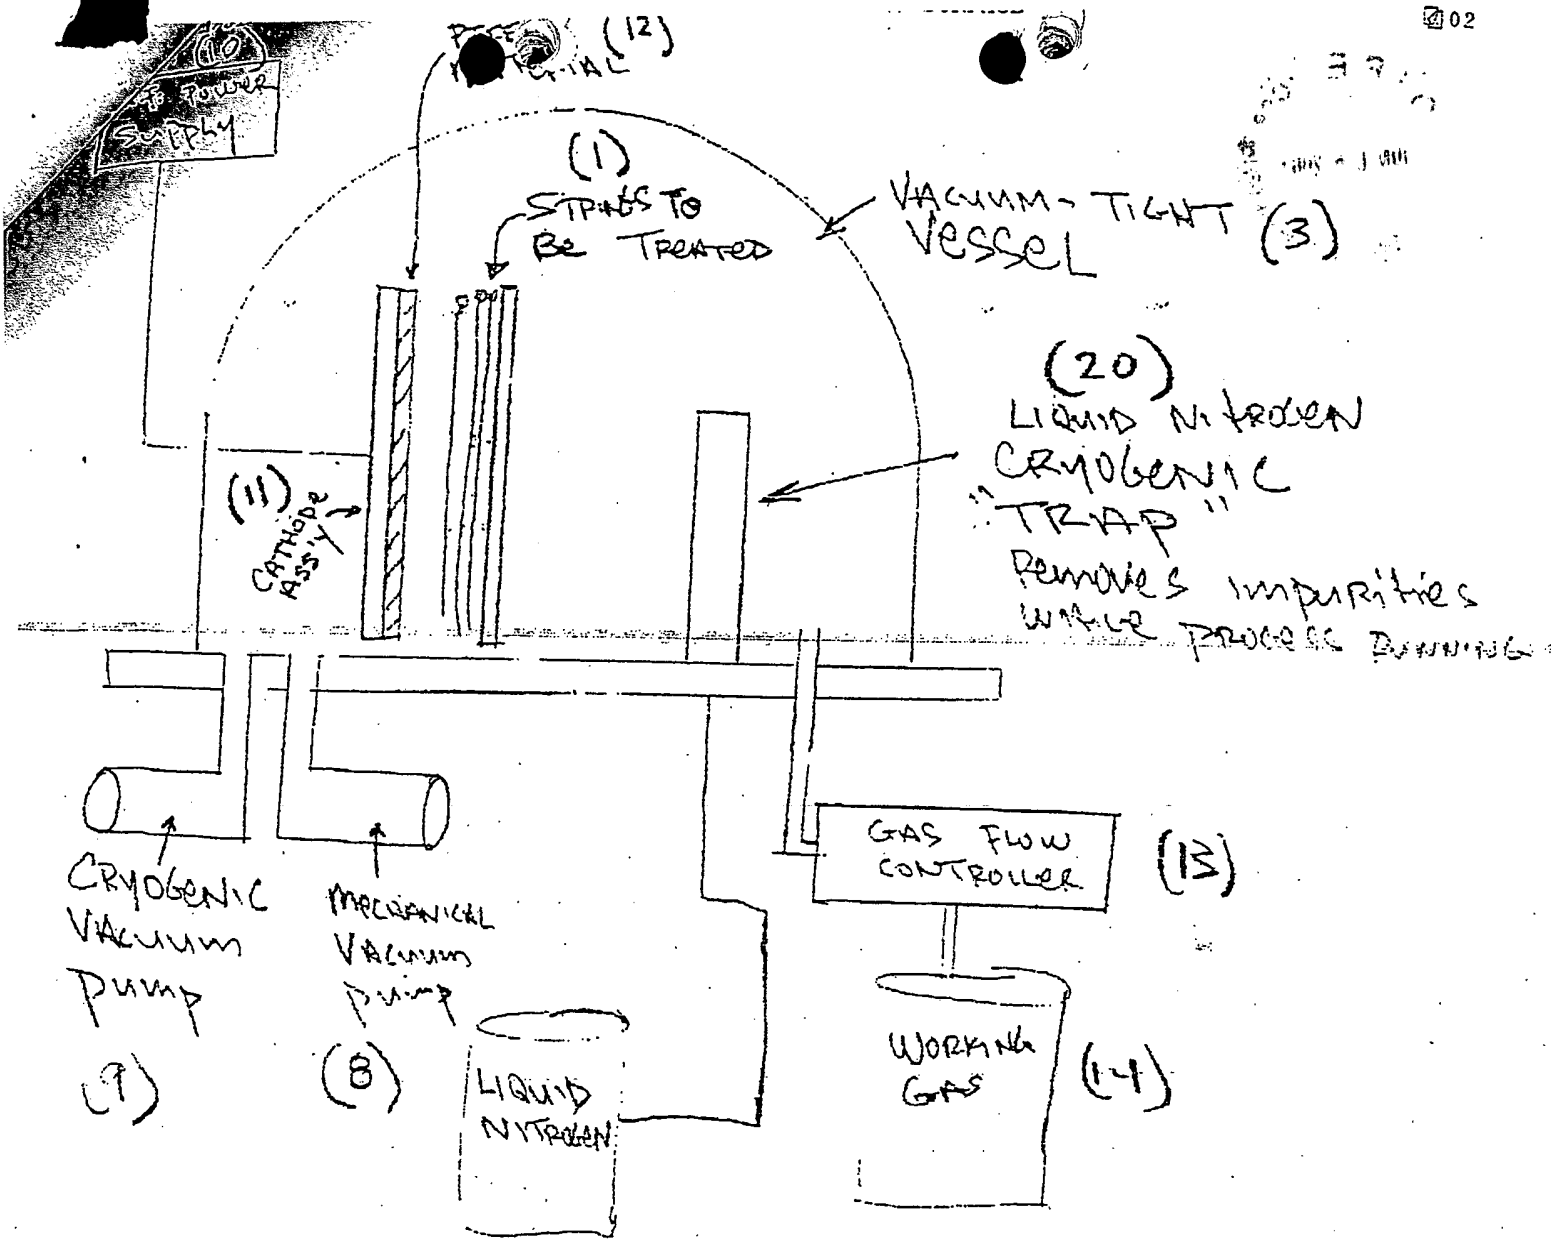 02
(10)
To Power
Supply
(12)
(1)
STRINGS TO
Be TREATED
VACUUM-TIGHT
Vessel
(3)
(20)
LIQUID NITROGEN
CRYOGENIC
"TRAP"
Removes impurities
while process running
(11)
CATHODE
ASS'Y
GAS FLOW
CONTROLLER
(13)
CRYOGENIC
VACUUM
pump
(9)
MECHANICAL
VACUUM
pump
(8)
LIQUID
NITROGEN
WORKING
GAS
(14)